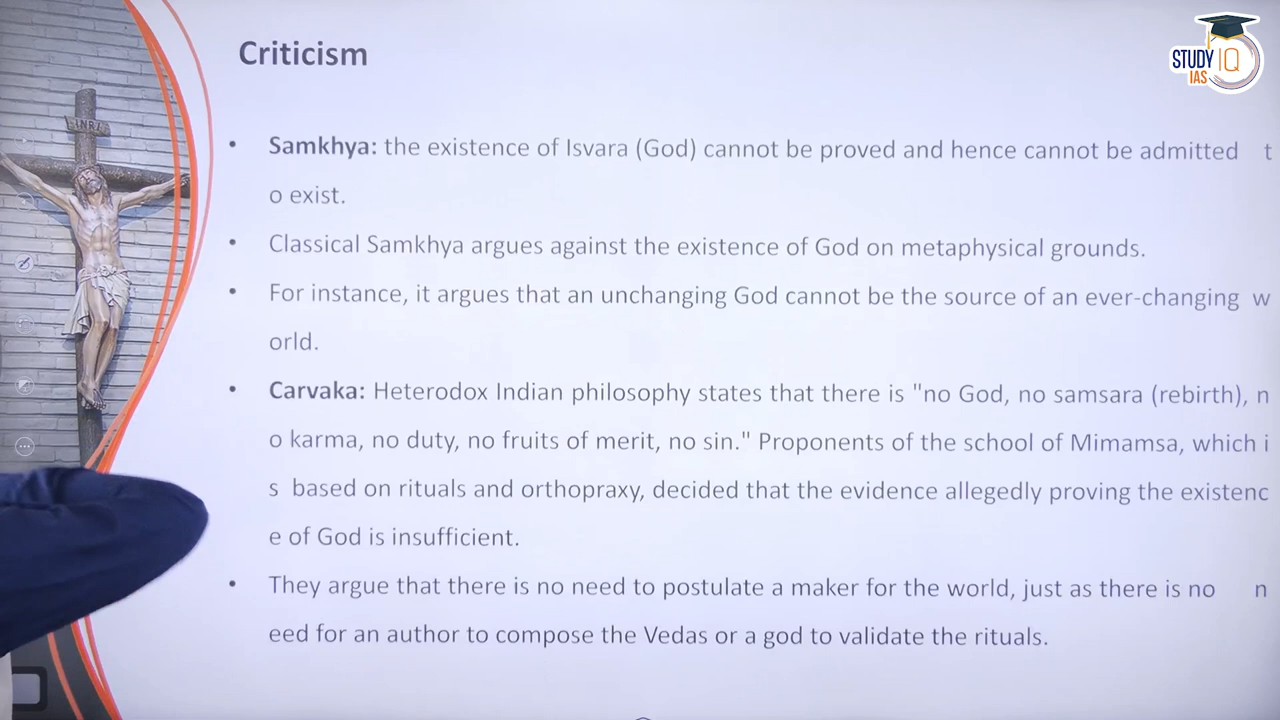 Criticism
STUDY IQ
IAS
INRI
• Samkhya: the existence of Isvara (God) cannot be proved and hence cannot be admitted t
o exist.
• Classical Samkhya argues against the existence of God on metaphysical grounds.
• For instance, it argues that an unchanging God cannot be the source of an ever-changing w
orld.
• Carvaka: Heterodox Indian philosophy states that there is "no God, no samsara (rebirth), n
o karma, no duty, no fruits of merit, no sin." Proponents of the school of Mimamsa, which i
s based on rituals and orthopraxy, decided that the evidence allegedly proving the existenc
e of God is insufficient.
• They argue that there is no need to postulate a maker for the world, just as there is no n
eed for an author to compose the Vedas or a god to validate the rituals.